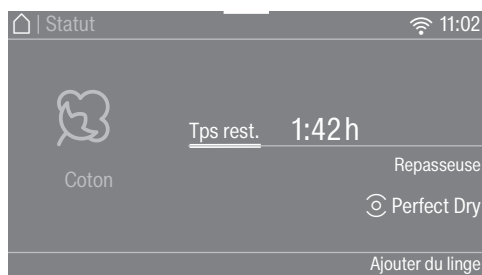 | Statut 11:02
Tps rest. 1:42 h
Coton
Repasseuse
Perfect Dry
Ajouter du linge